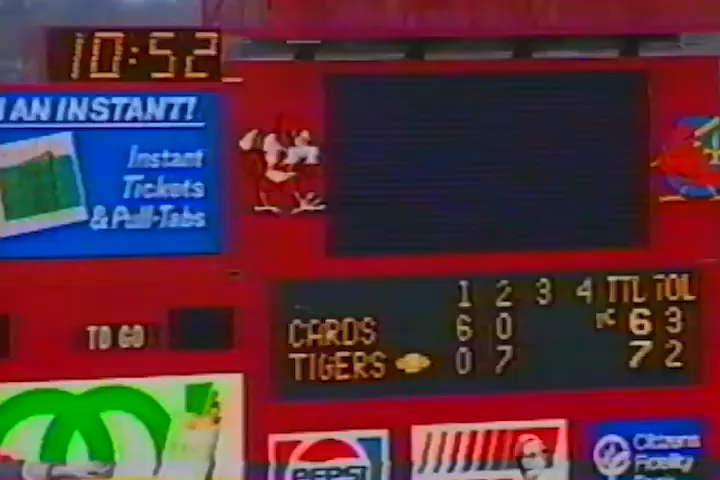 10:52
AN INSTANT!
Instant
Tickets
& Pull-Tabs
TO GO
1 2 3 4 TTL TOL
CARDS 6 0 6 3
TIGERS 0 7 7 2
PEPSI
Citizens
Fidelity